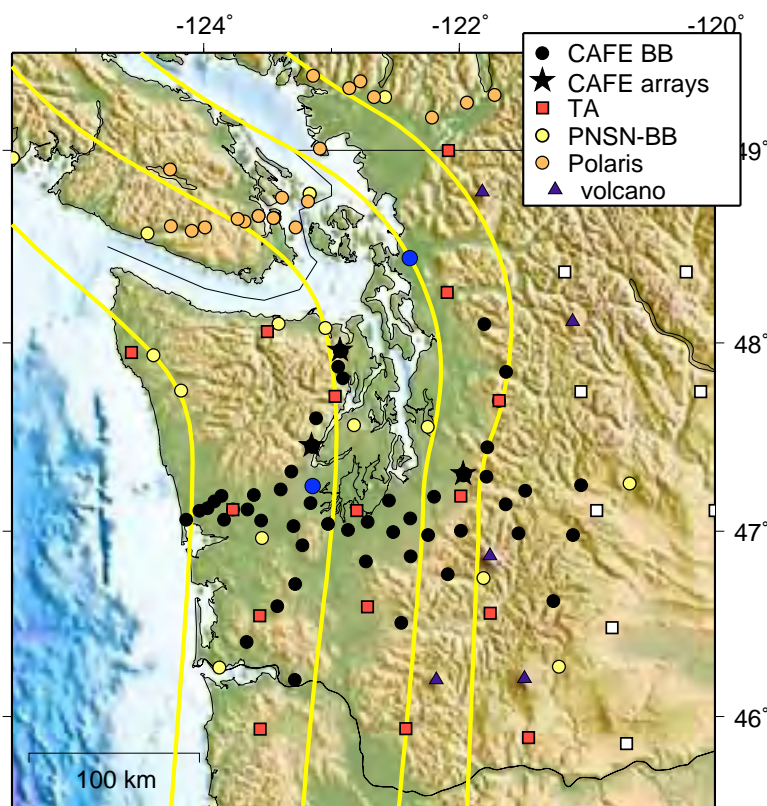 -124° -122° -120°
CAFE BB
CAFE arrays
TA
PNSN-BB
Polaris
volcano
49°
48°
47°
46°
100 km